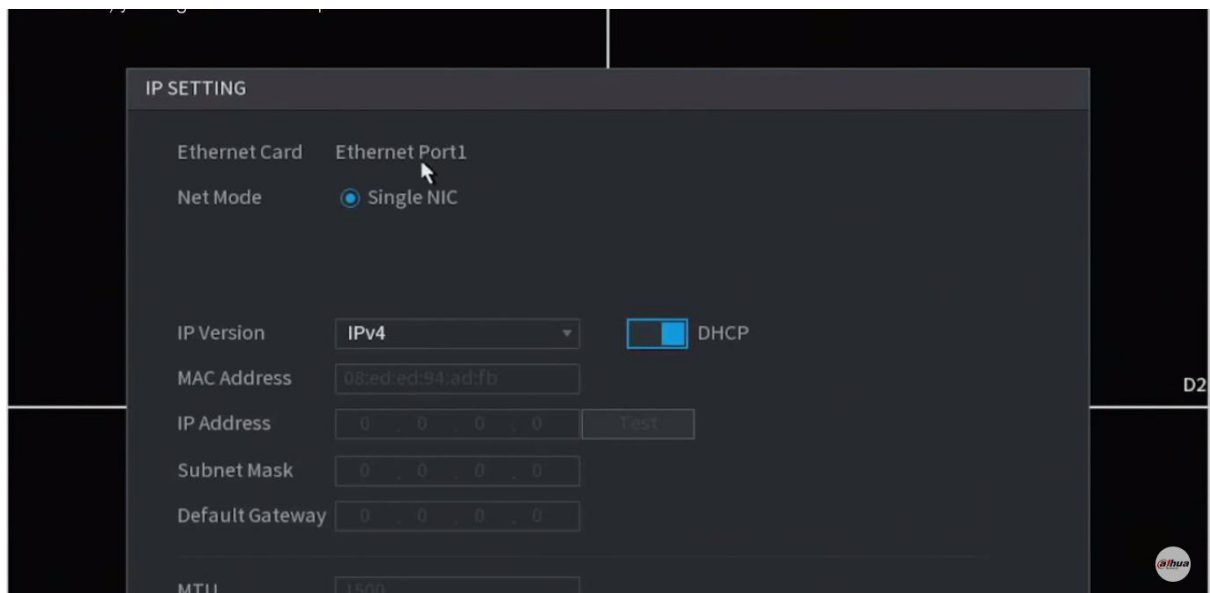 IP SETTING
Ethernet Card Ethernet Port1
Net Mode Single NIC
IP Version IPv4 DHCP
MAC Address 08:ed:ed:94:ad:fb
D2
IP Address 0 . 0 . 0 . 0 Test
Subnet Mask 0 . 0 . 0 . 0
Default Gateway 0 . 0 . 0 . 0
alhua
MTU 1500